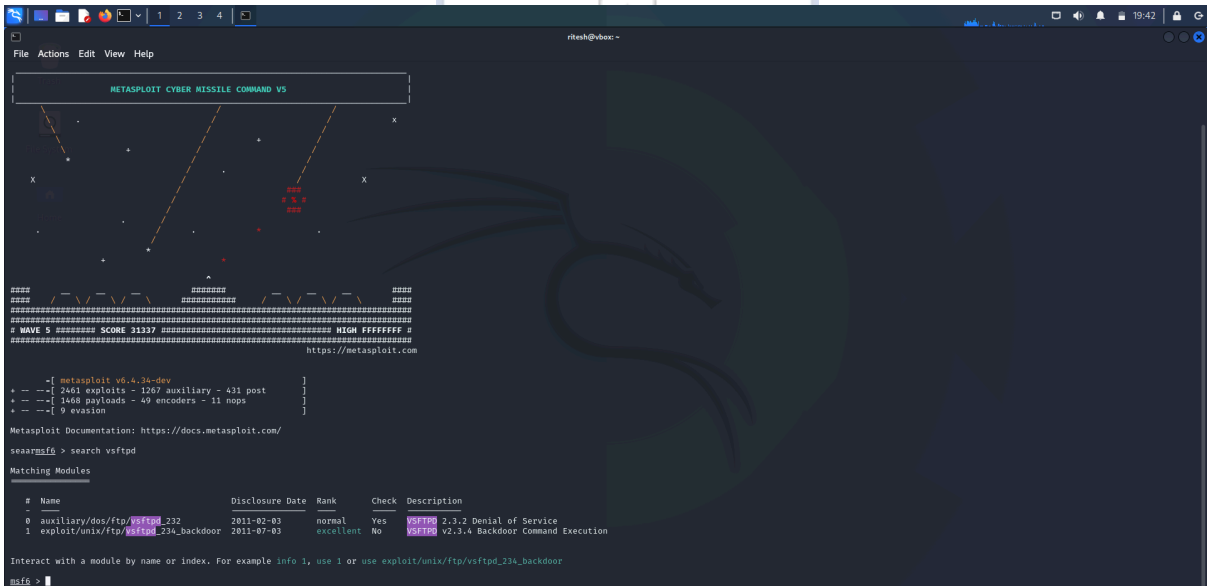 1 2 3 4
19:42
ritesh@vbox: ~
File Actions Edit View Help
METASPLOIT CYBER MISSILE COMMAND V5
X
X
X
###
# % #
###
#### __ __ __ ####### __ __ __ ####
#### / \ / \ / \ ########### / \ / \ / \ ####
################################################################################
################################################################################
# WAVE 5 ######## SCORE 31337 ################################## HIGH FFFFFFFF #
################################################################################
https://metasploit.com
=[ metasploit v6.4.34-dev ]
+ -- --=[ 2461 exploits - 1267 auxiliary - 431 post ]
+ -- --=[ 1468 payloads - 49 encoders - 11 nops ]
+ -- --=[ 9 evasion ]
Metasploit Documentation: https://docs.metasploit.com/
seaarmsf6 > search vsftpd
Matching Modules
# Name Disclosure Date Rank Check Description
0 auxiliary/dos/ftp/vsftpd_232 2011-02-03 normal Yes VSFTPD 2.3.2 Denial of Service
1 exploit/unix/ftp/vsftpd_234_backdoor 2011-07-03 excellent No VSFTPD v2.3.4 Backdoor Command Execution
Interact with a module by name or index. For example info 1, use 1 or use exploit/unix/ftp/vsftpd_234_backdoor
msf6 >